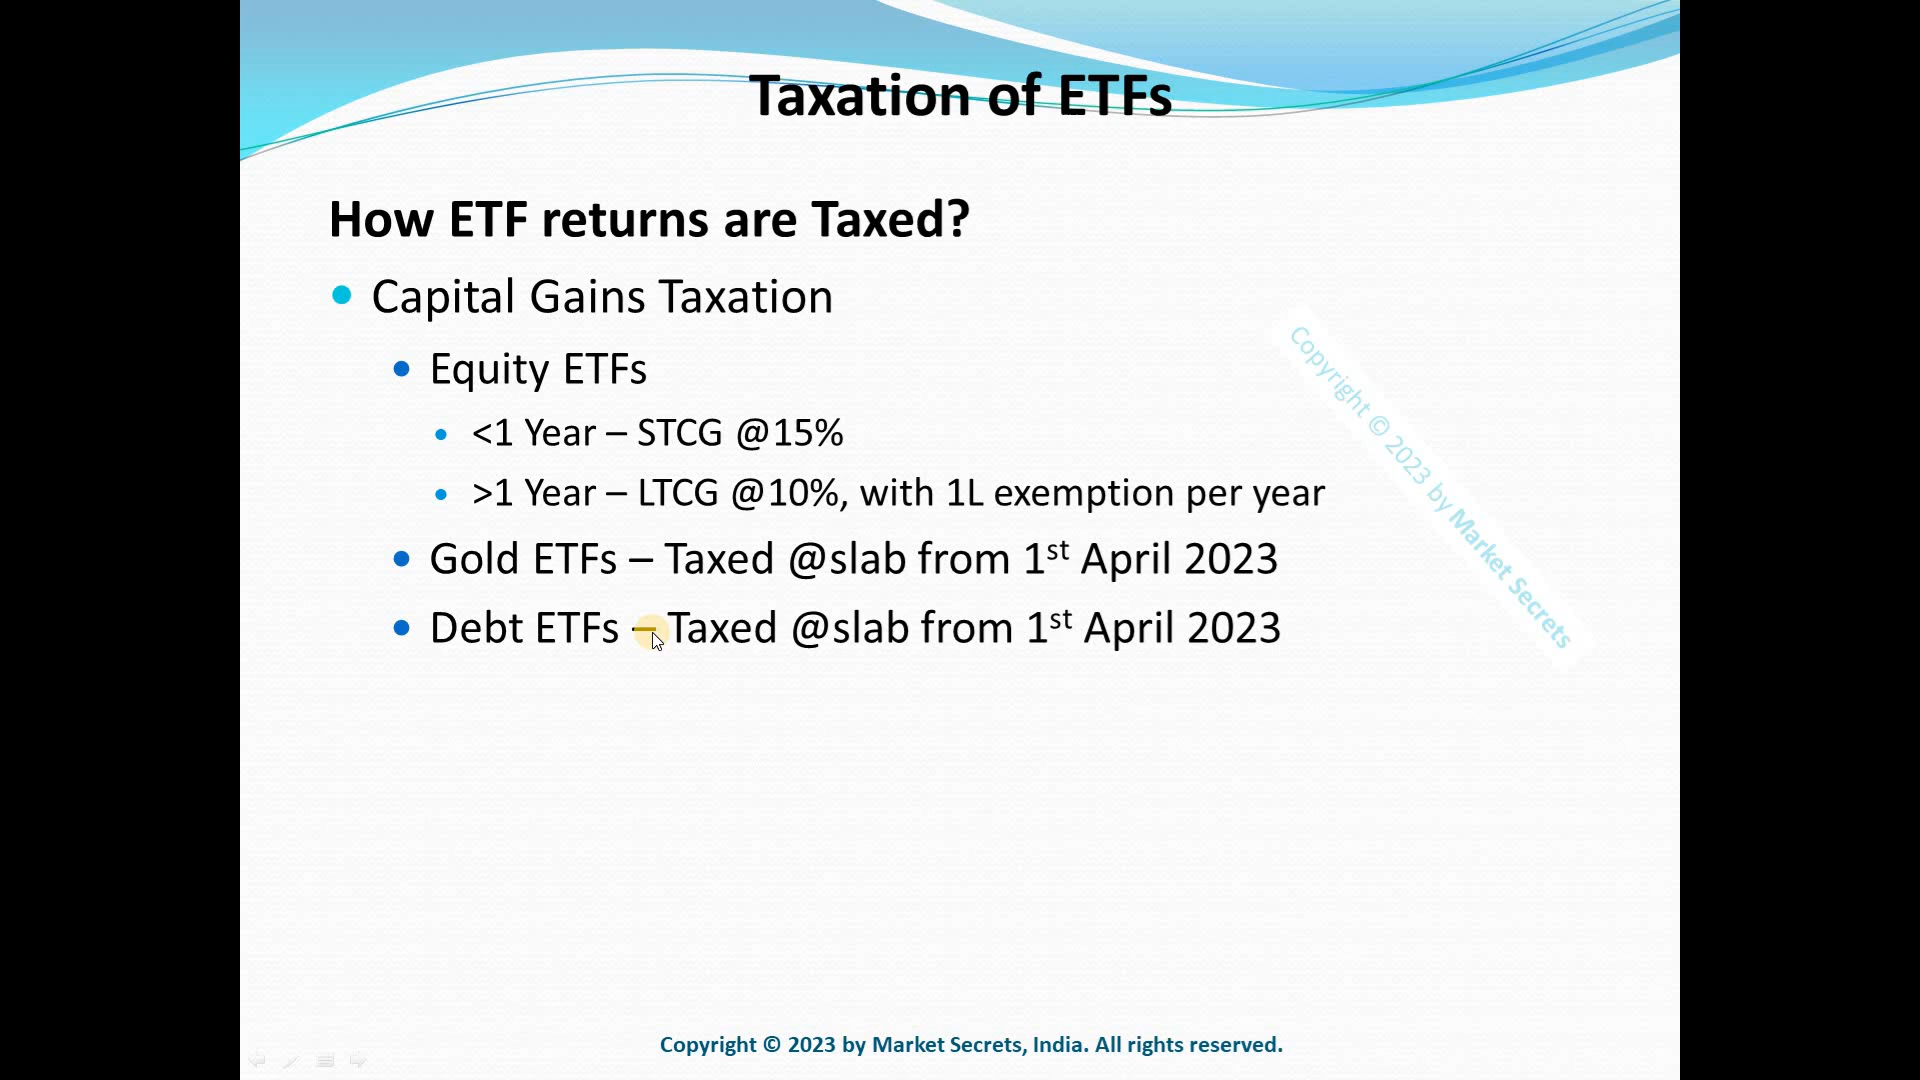 Taxation of ETFs
How ETF returns are Taxed?
Capital Gains Taxation
Equity ETFs
<1 Year – STCG @15%
>1 Year – LTCG @10%, with 1L exemption per year
Gold ETFs – Taxed @slab from 1st April 2023
Debt ETFs – Taxed @slab from 1st April 2023
Copyright © 2023 by Market Secrets
Copyright © 2023 by Market Secrets, India. All rights reserved.